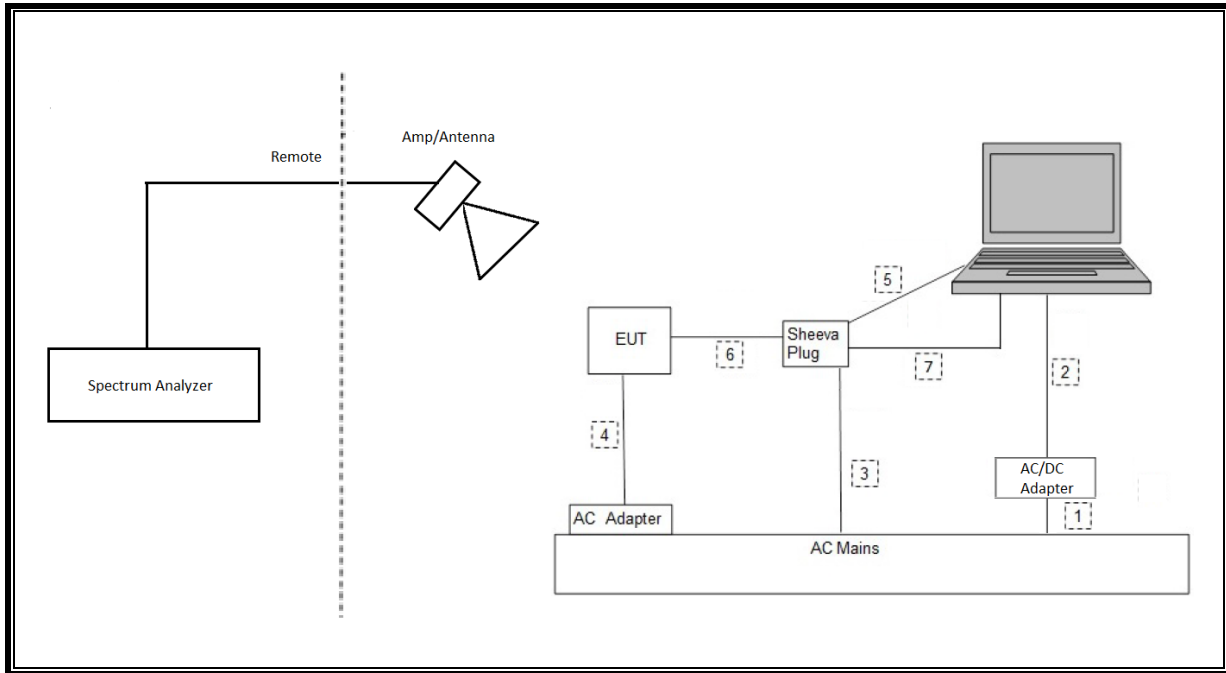 Amp/Antenna
Remote
Spectrum Analyzer
5
EUT
Sheeva
Plug
6
7
2
4
3
AC/DC
Adapter
1
AC Adapter
AC Mains